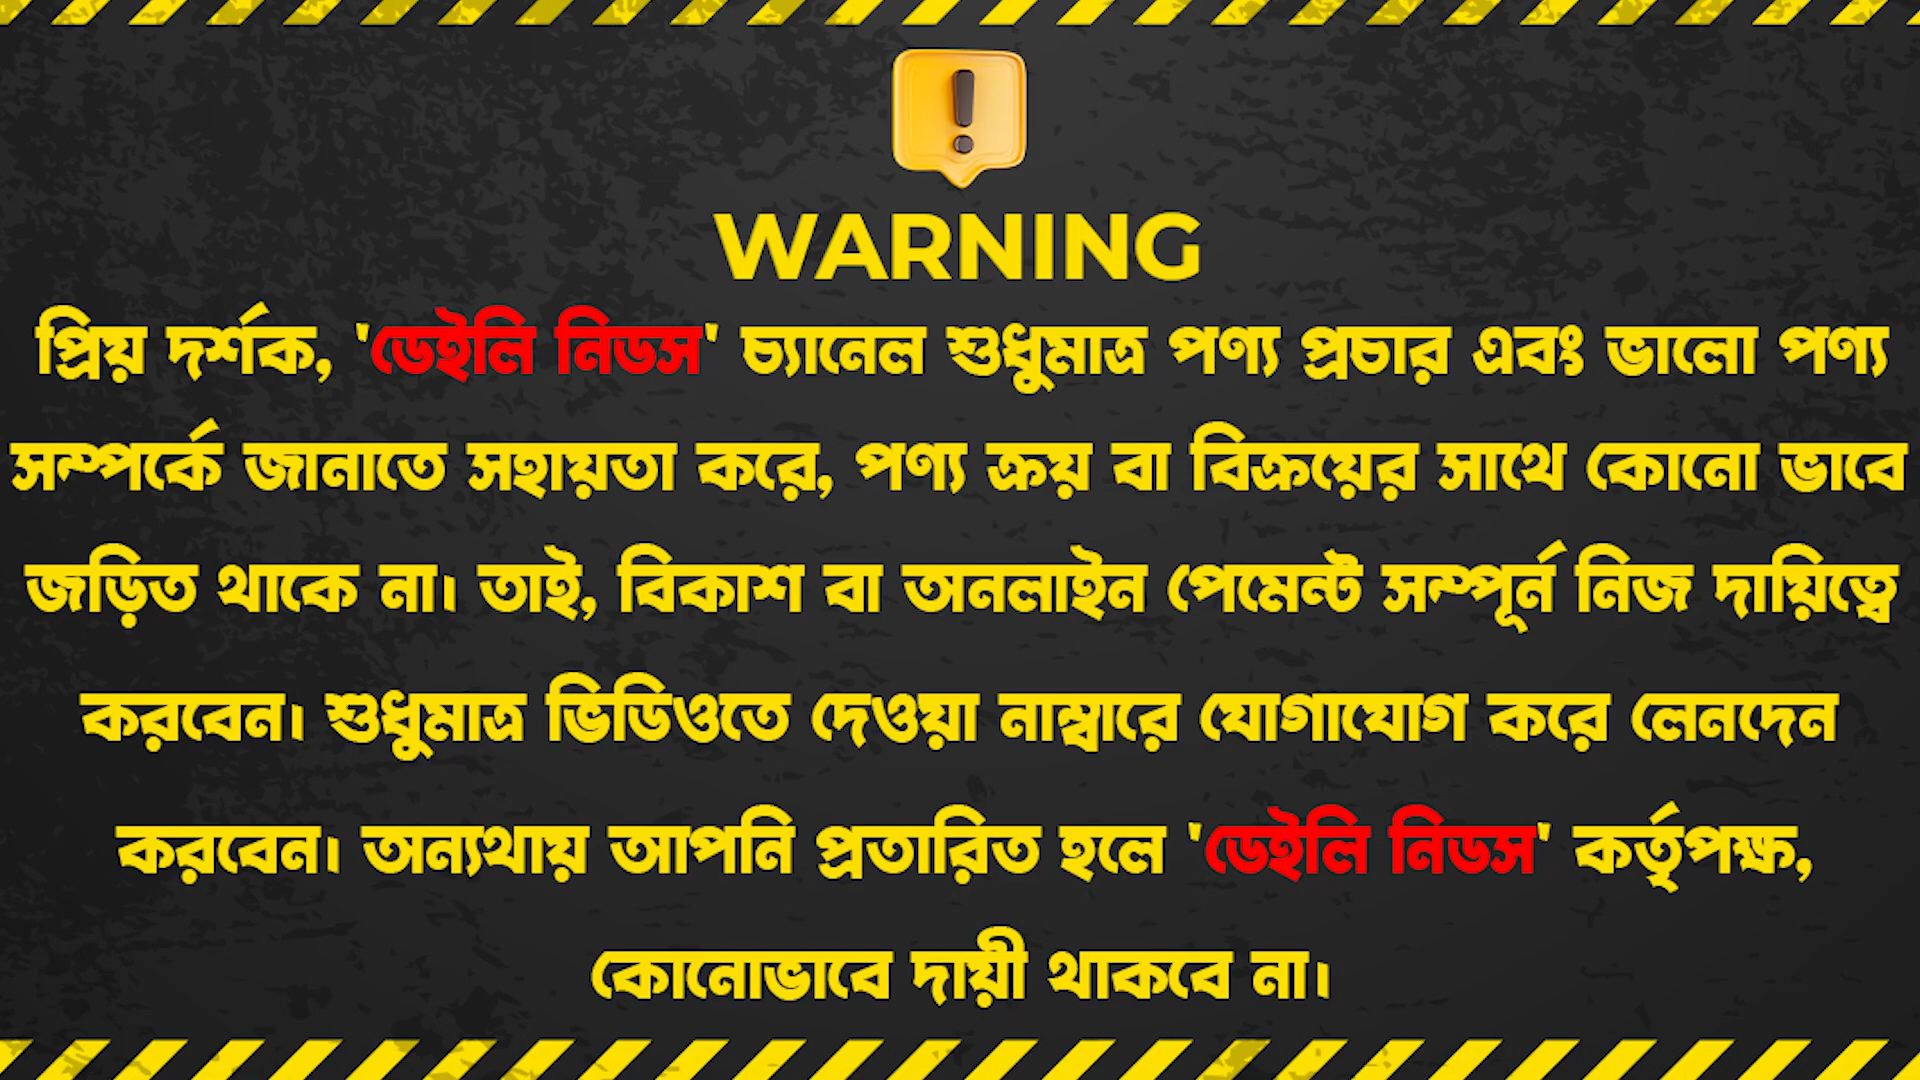 WARNING
প্রিয় দর্শক, 'ডেইলি নিডস' চ্যানেল শুধুমাত্র পণ্য প্রচার এবং ভালো পণ্য
সম্পর্কে জানাতে সহায়তা করে, পণ্য ক্রয় বা বিক্রয়ের সাথে কোনো ভাবে
জড়িত থাকে না। তাই, বিকাশ বা অনলাইন পেমেন্ট সম্পূর্ন নিজ দায়িত্বে
করবেন। শুধুমাত্র ভিডিওতে দেওয়া নাম্বারে যোগাযোগ করে লেনদেন
করবেন। অন্যথায় আপনি প্রতারিত হলে 'ডেইলি নিডস' কর্তৃপক্ষ,
কোনোভাবে দায়ী থাকবে না।